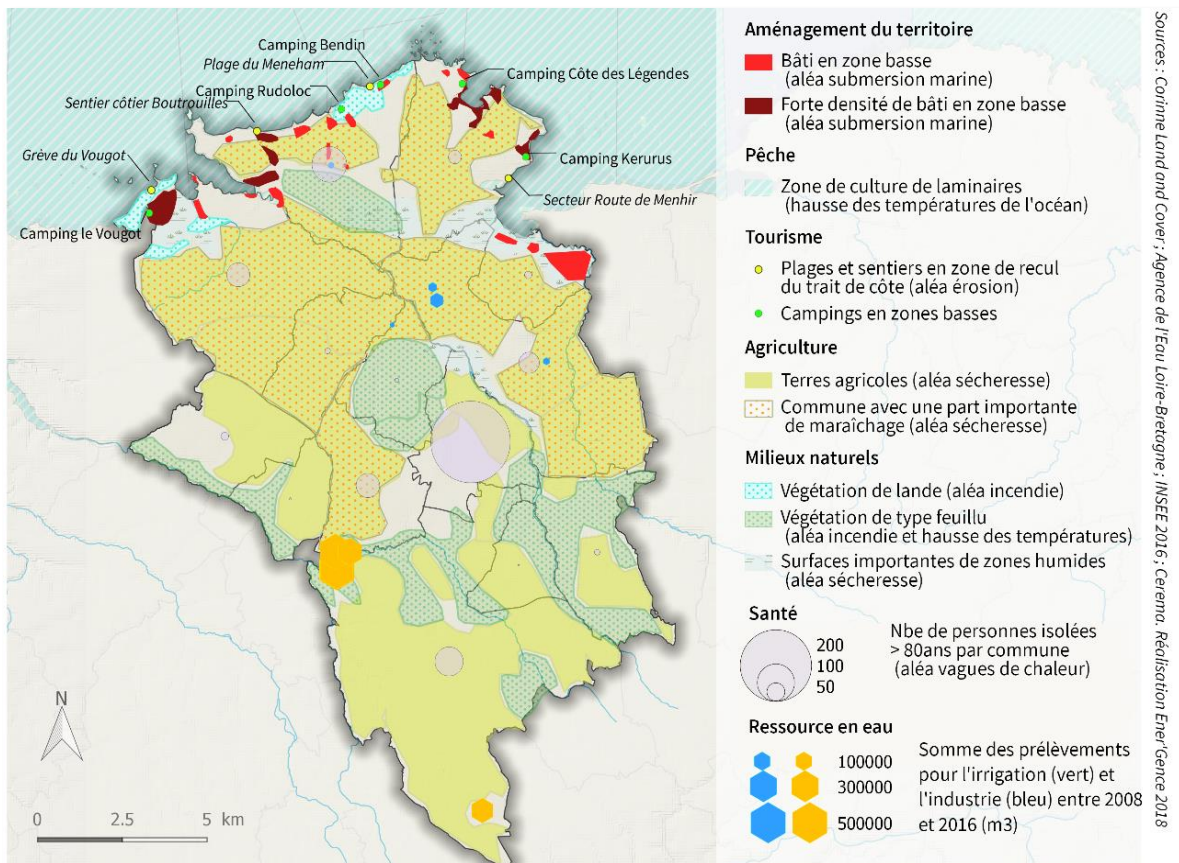 Camping Bendin
Plage du Meneham
Camping Côte des Légendes
Camping Rudoloc
Sentier côtier Boutrouilles
Grève du Vougot
Camping Kerurus
Secteur Route de Menhir
Camping le Vougot
N
0 2.5 5 km
Aménagement du territoire
Bâti en zone basse
(aléa submersion marine)
Forte densité de bâti en zone basse
(aléa submersion marine)
Pêche
Zone de culture de laminaires
(hausse des températures de l'océan)
Tourisme
Plages et sentiers en zone de recul
du trait de côte (aléa érosion)
Campings en zones basses
Agriculture
Terres agricoles (aléa sécheresse)
Commune avec une part importante
de maraîchage (aléa sécheresse)
Milieux naturels
Végétation de lande (aléa incendie)
Végétation de type feuillu
(aléa incendie et hausse des températures)
Surfaces importantes de zones humides
(aléa sécheresse)
Santé
200
100
50
Nbe de personnes isolées
> 80ans par commune
(aléa vagues de chaleur)
Ressource en eau
100000
300000
500000
Somme des prélèvements
pour l'irrigation (vert) et
l'industrie (bleu) entre 2008
et 2016 (m3)
Sources : Corinne Land and Cover ; Agence de l'Eau Loire-Bretagne ; INSEE 2016 ; Cerema. Réalisation Ener'Gence 2018